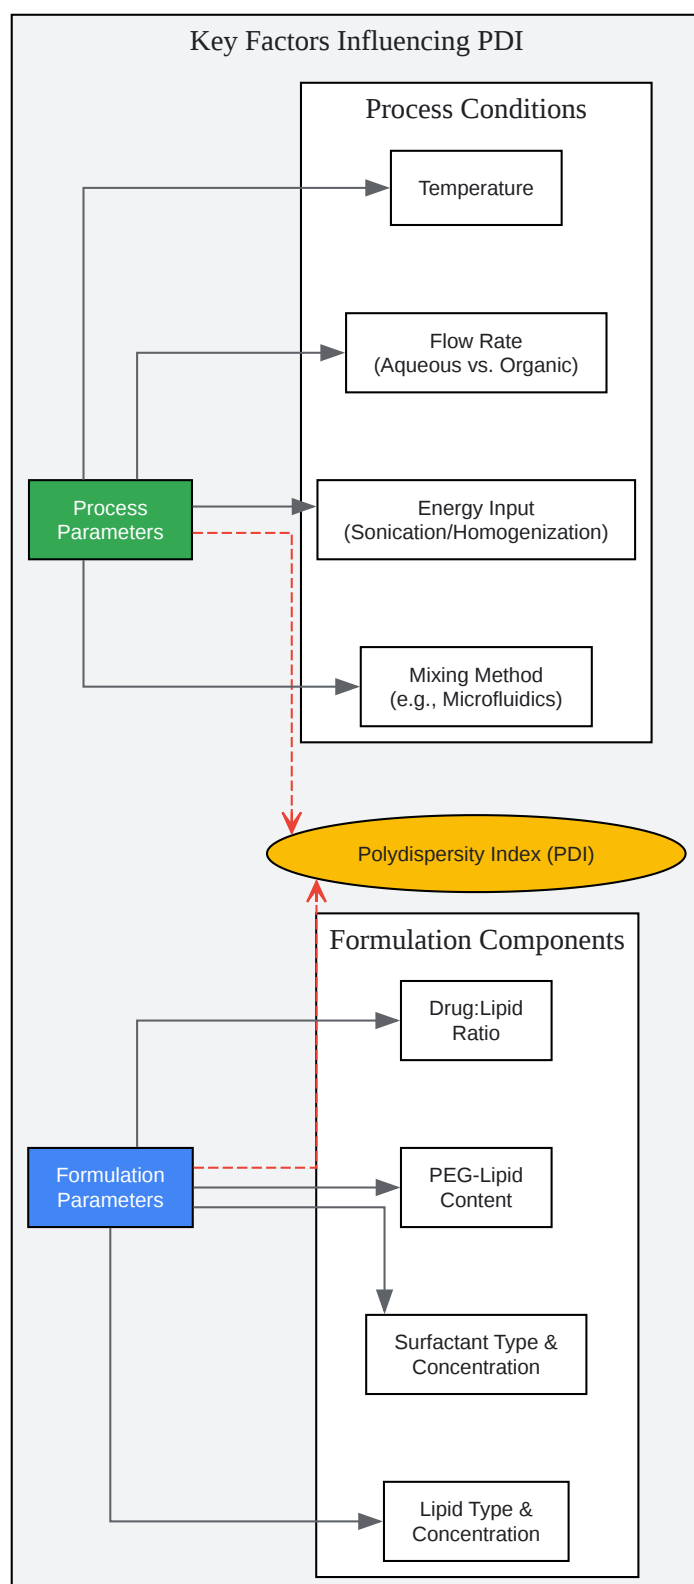 Key Factors Influencing PDI
Process Conditions
Temperature
Flow Rate
(Aqueous vs. Organic)
Process
Parameters
Energy Input
(Sonication/Homogenization)
Mixing Method
(e.g., Microfluidics)
Polydispersity Index (PDI)
Formulation Components
Drug:Lipid
Ratio
Formulation
Parameters
PEG-Lipid
Content
Surfactant Type &
Concentration
Lipid Type &
Concentration